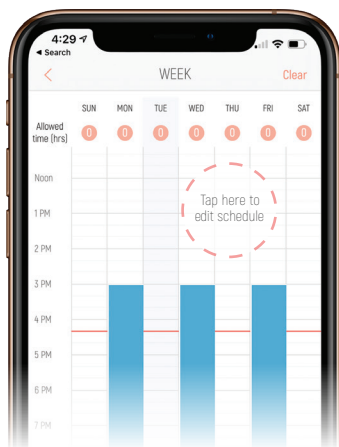 4:29
◀ Search
WEEK
Clear
SUN MON TUE WED THU FRI SAT
Allowed
time (hrs)
0 0 0 0 0 0 0
Noon
Tap here to
edit schedule
1 PM
2 PM
3 PM
4 PM
5 PM
6 PM
7 PM